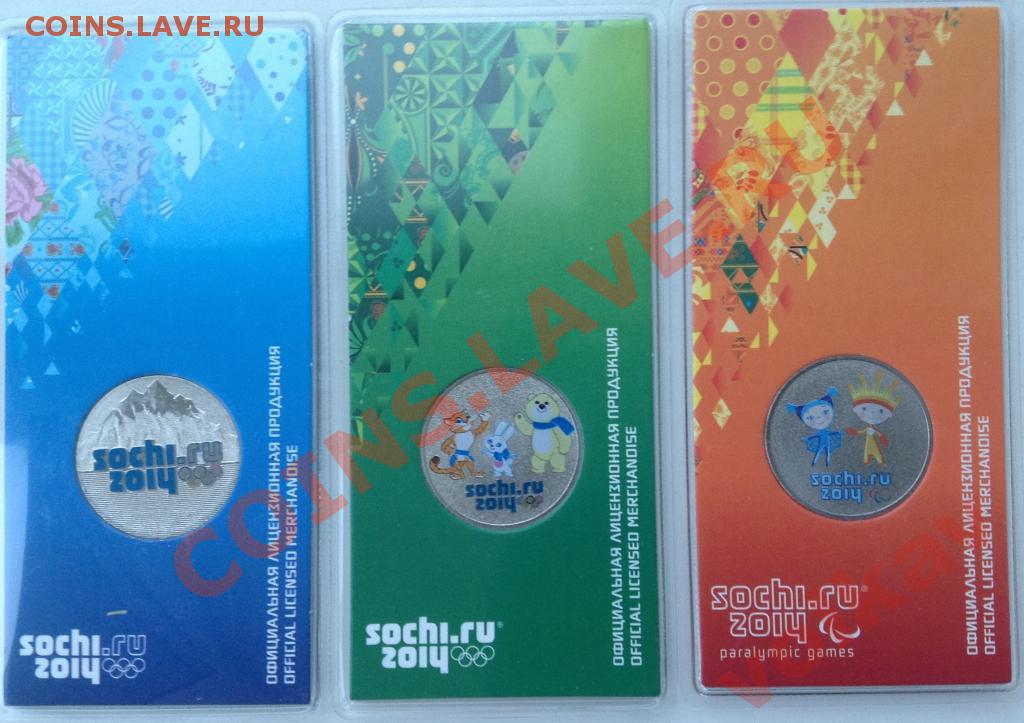 COINS.LAVE.RU
sochi.ru
2014
ОФИЦИАЛЬНАЯ ЛИЦЕНЗИОННАЯ ПРОДУКЦИЯ
OFFICIAL LICENSED MERCHANDISE
sochi.ru
2014
sochi.ru
2014
ОФИЦИАЛЬНАЯ ЛИЦЕНЗИОННАЯ ПРОДУКЦИЯ
OFFICIAL LICENSED MERCHANDISE
sochi.ru®
2014
sochi.ru
2014
ОФИЦИАЛЬНАЯ ЛИЦЕНЗИОННАЯ ПРОДУКЦИЯ
OFFICIAL LICENSED MERCHANDISE
sochi.ru®
2014
paralympic games
COINS.LAVE.RU